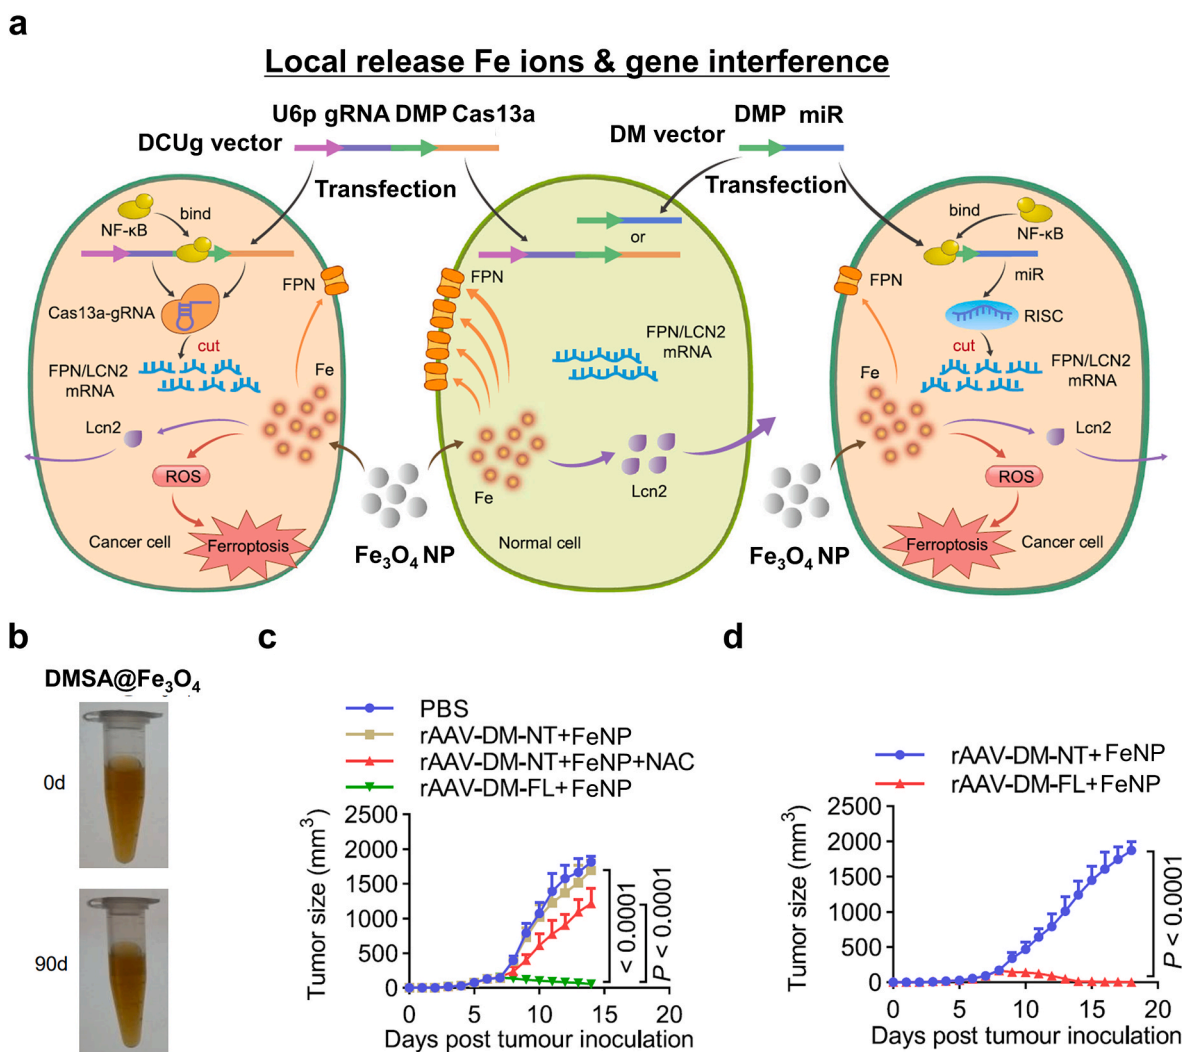 a
Local release Fe ions & gene interference
U6p gRNA DMP Cas13a
DCUg vector
DMP miR
DM vector
Transfection
Transfection
NF-κB
bind
FPN
Cas13a-gRNA
cut
FPN/LCN2
mRNA
Fe
Lcn2
ROS
Cancer cell
Ferroptosis
Fe₃O₄ NP
or
FPN
FPN/LCN2
mRNA
Fe
Lcn2
Normal cell
Fe₃O₄ NP
bind
NF-κB
FPN
miR
RISC
cut
Fe
FPN/LCN2
mRNA
Lcn2
ROS
Ferroptosis
Cancer cell
b
DMSA@Fe₃O₄
0d
90d
c
PBS
rAAV-DM-NT+FeNP
rAAV-DM-NT+FeNP+NAC
rAAV-DM-FL+FeNP
Tumor size (mm³)
2500
2000
1500
1000
500
0
0 5 10 15 20
Days post tumour inoculation
< 0.0001
P < 0.0001
d
rAAV-DM-NT+FeNP
rAAV-DM-FL+FeNP
Tumor size (mm³)
2500
2000
1500
1000
500
0
0 5 10 15 20
Days post tumour inoculation
P < 0.0001